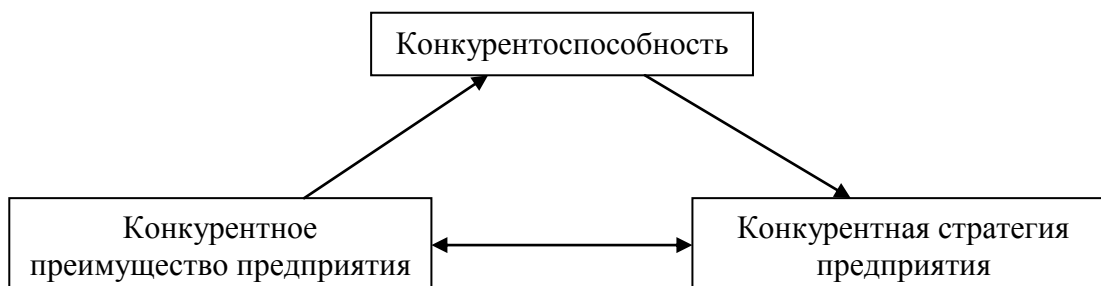 Конкурентоспособность
Конкурентное
преимущество предприятия
Конкурентная стратегия
предприятия